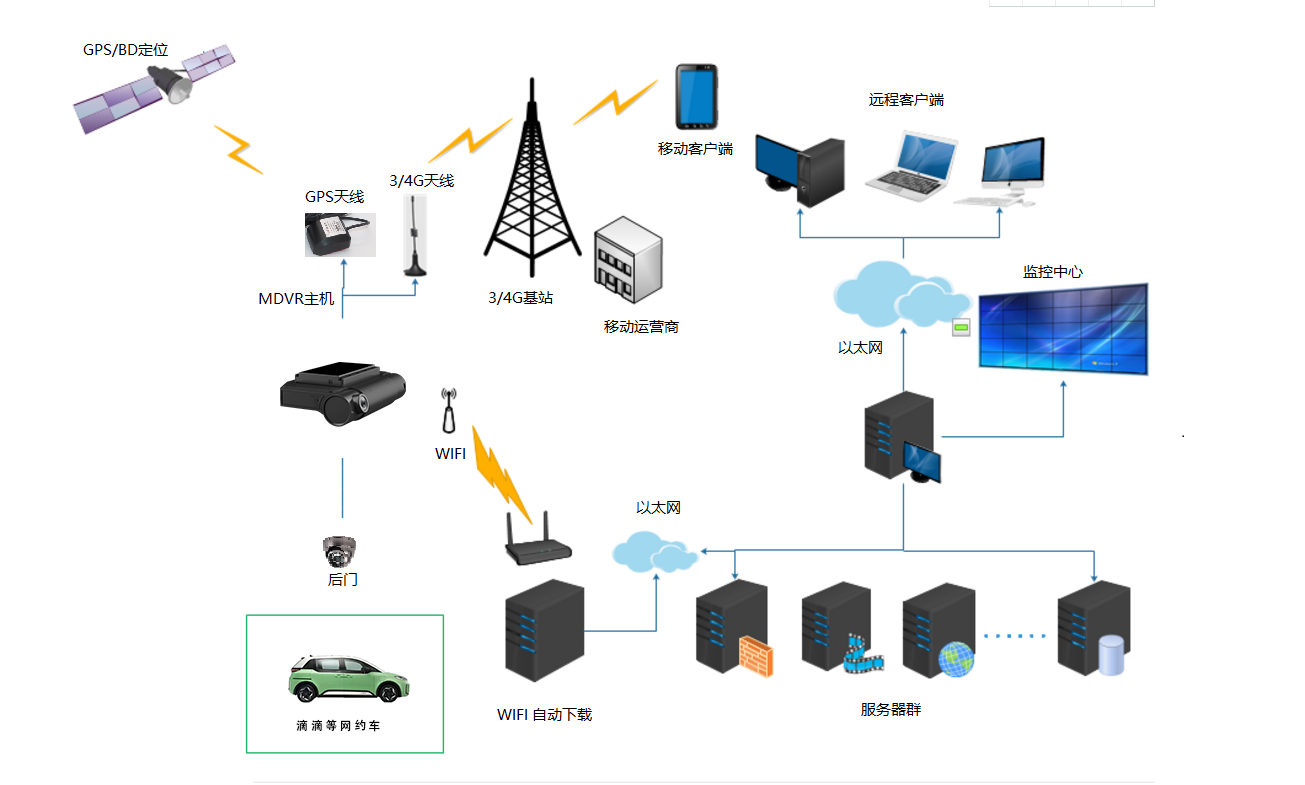 GPS/BD定位
远程客户端
移动客户端
3/4G天线
GPS天线
监控中心
MDVR主机
3/4G基站
移动运营商
以太网
WIFI
以太网
后门
服务器群
WIFI 自动下载
滴滴等网约车